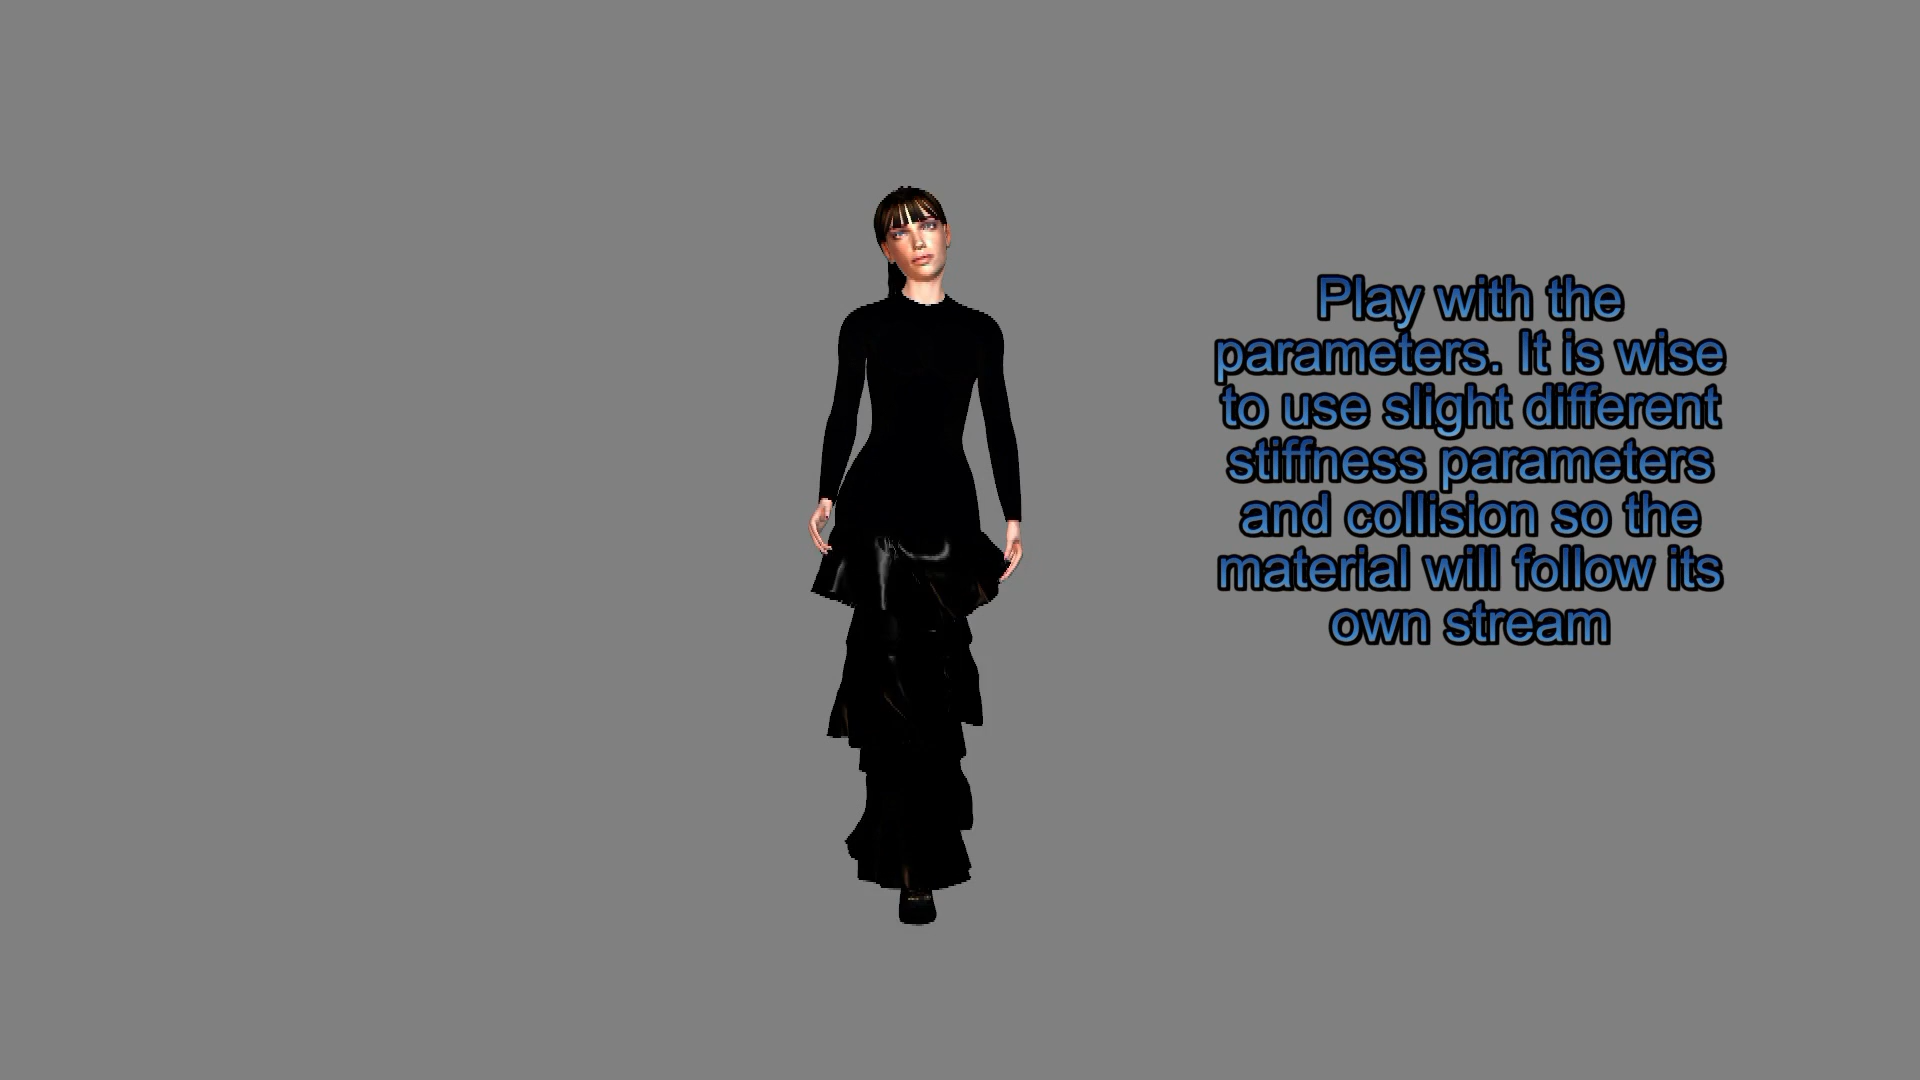 Play with the
parameters. It is wise
to use slight different
stiffness parameters
and collision so the
material will follow its
own stream